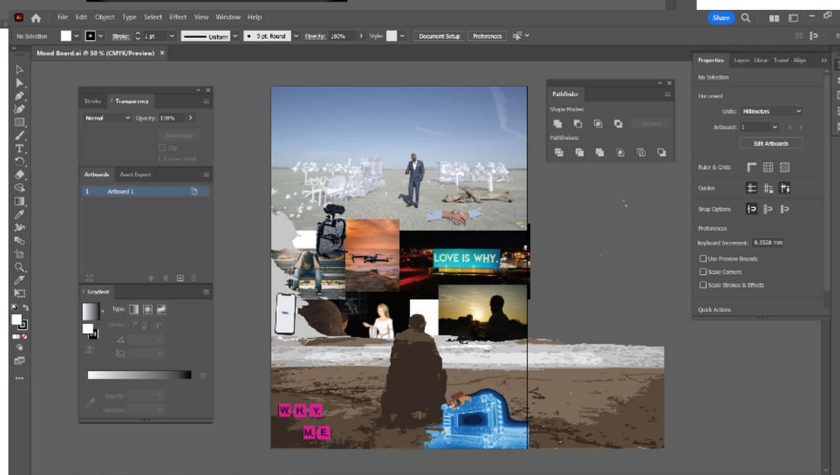 File Edit Object Type Select Effect View Window Help
Share
No Selection
Stroke: 1 pt
Uniform
5 pt. Round
Opacity: 100%
Style:
Document Setup
Preferences
Mood Board.ai @ 50 % (CMYK/Preview) ×
Stroke Transparency
Normal
Opacity: 100%
Make Mask
Clip
Invert Mask
Artboards Asset Export
1 Artboard 1
Gradient
Type:
Stroke:
Opacity:
Location:
LOVE IS WHY.
W H Y
M E
Pathfinder
Shape Modes:
Expand
Pathfinders:
Properties Layers Align
No Selection
Document
Units: Millimeters
Artboard: 1
Edit Artboards
Ruler & Grids
Guides
Snap Options
Preferences
Keyboard Increment: 0.3528 mm
Use Preview Bounds
Scale Corners
Scale Strokes & Effects
Quick Actions